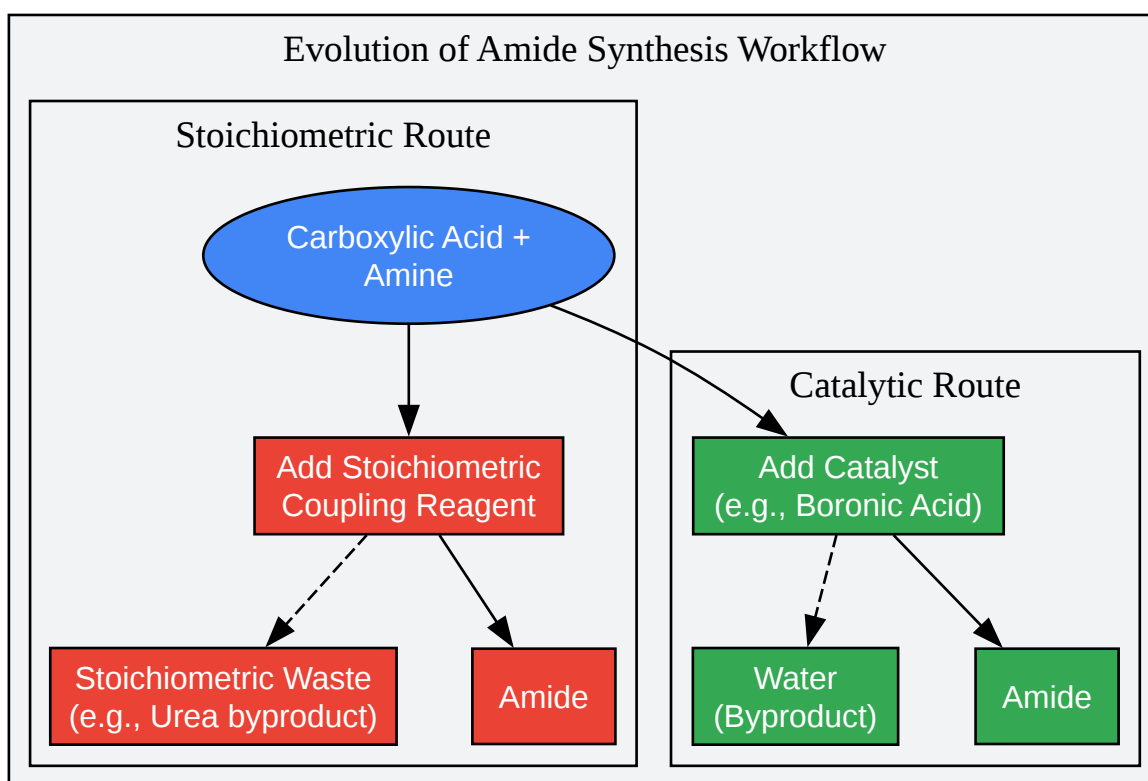 Evolution of Amide Synthesis Workflow
Stoichiometric Route
Carboxylic Acid +
Amine
Catalytic Route
Add Stoichiometric
Coupling Reagent
Add Catalyst
(e.g., Boronic Acid)
Stoichiometric Waste
(e.g., Urea byproduct)
Amide
Water
(Byproduct)
Amide